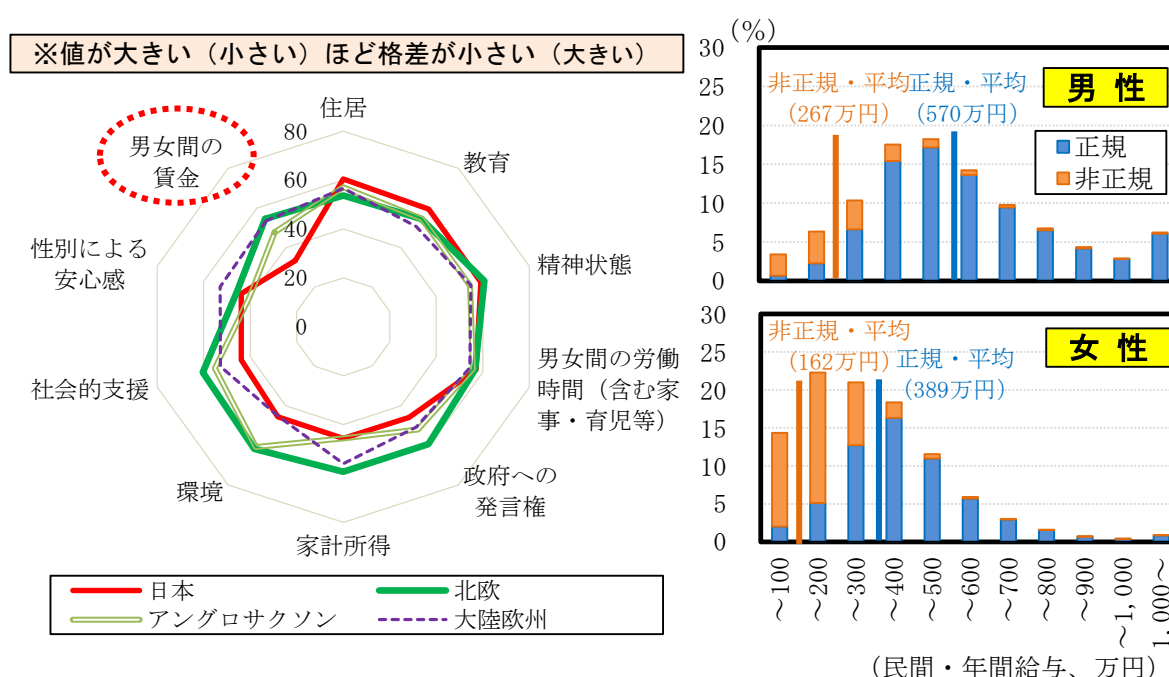 ※値が大きい（小さい）ほど格差が小さい（大きい）
住居
教育
精神状態
男女間の労働
時間（含む家
事・育児等）
政府への
発言権
家計所得
環境
社会的支援
性別による
安心感
男女間の
賃金
80
60
40
20
0
日本
北欧
アングロサクソン
大陸欧州
(%)
30
25
20
15
10
5
0
非正規・平均
(267万円)
正規・平均
(570万円)
男 性
正規
非正規
30
25
20
15
10
5
0
非正規・平均
(162万円)
正規・平均
(389万円)
女 性
～100
～200
～300
～400
～500
～600
～700
～800
～900
～1,000
1,000～
（民間・年間給与、万円）